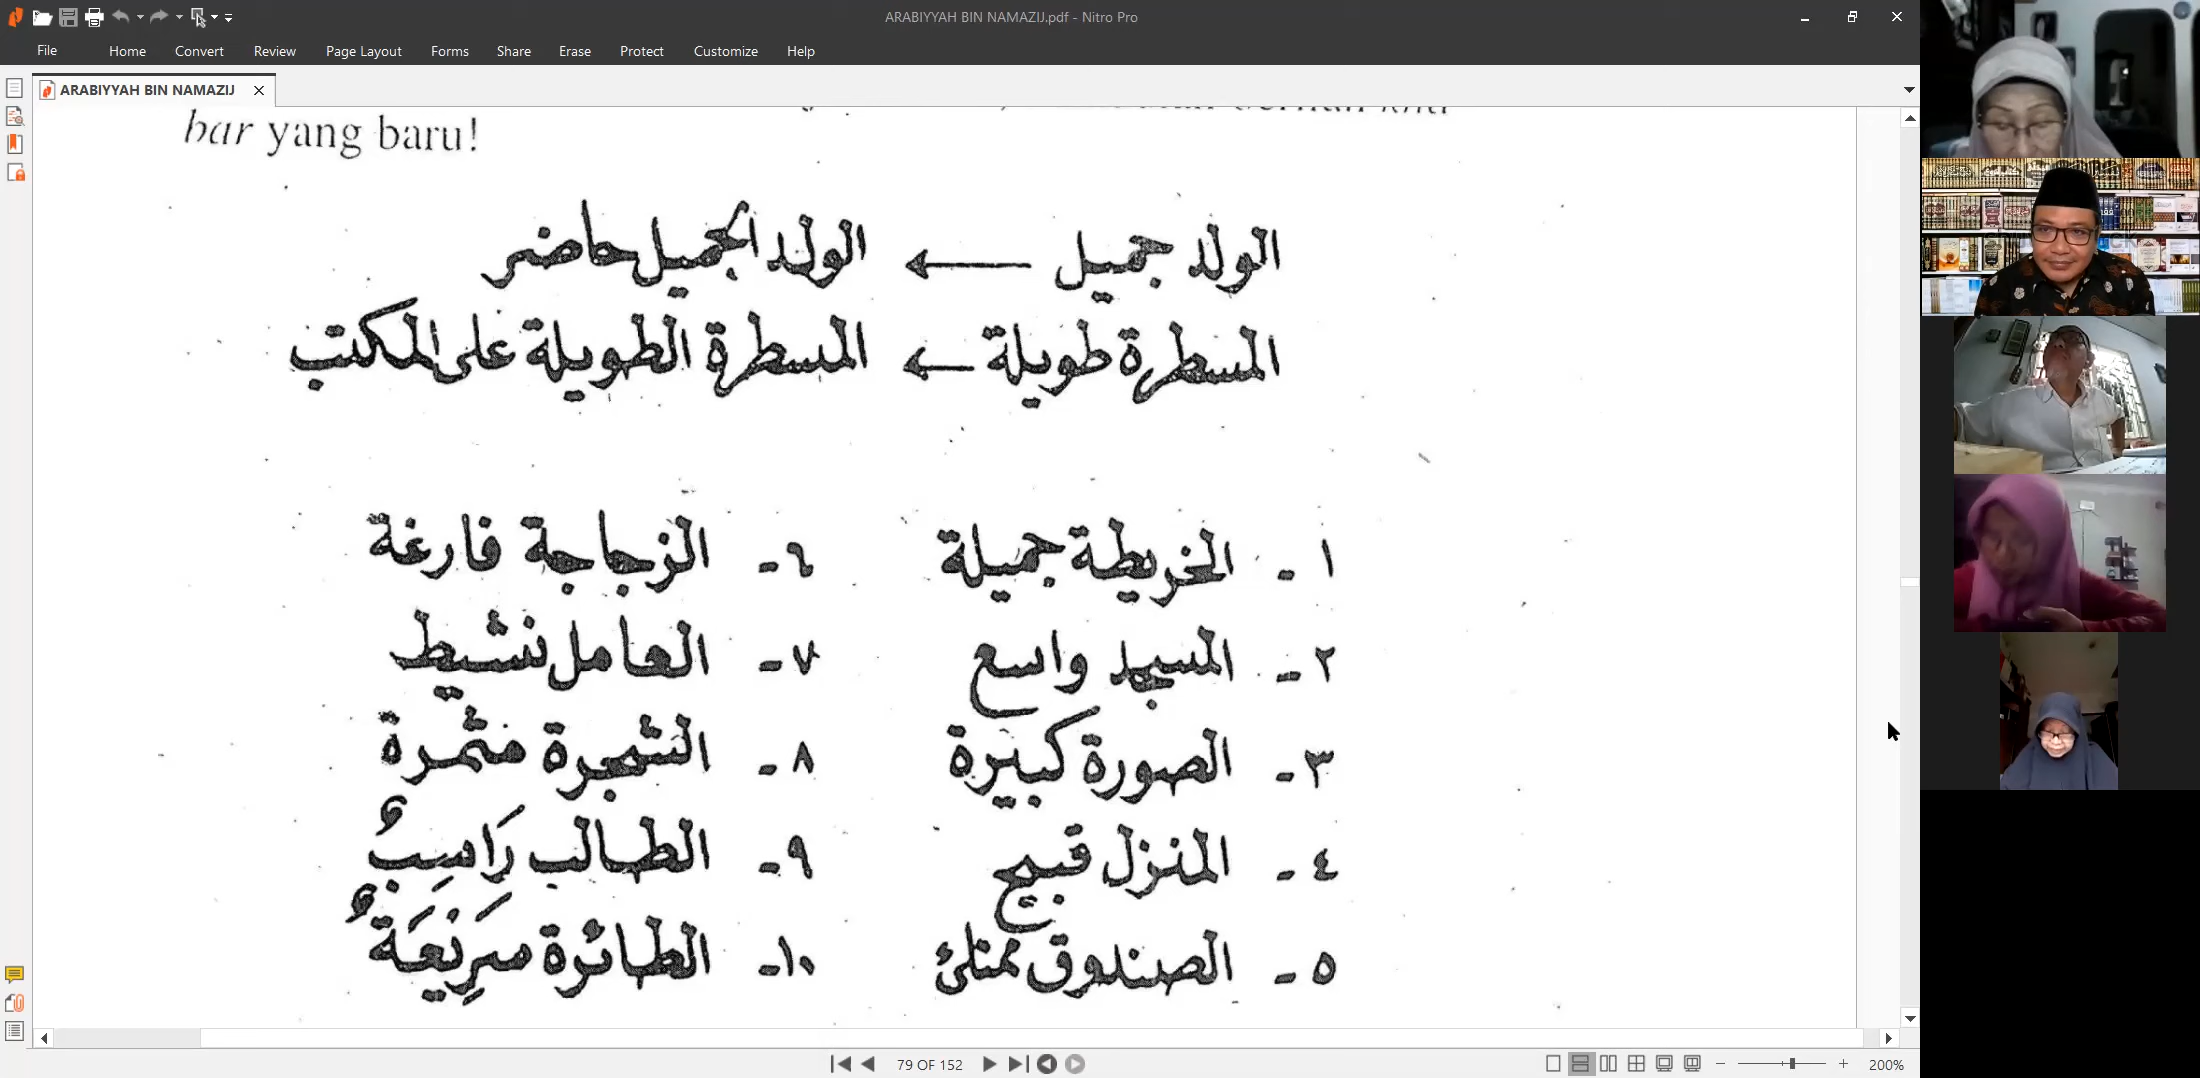 ARABIYYAH BIN NAMAZIJ.pdf - Nitro Pro
File Home Convert Review Page Layout Forms Share Erase Protect Customize Help
ARABIYYAH BIN NAMAZIJ
bar yang baru!
الولد جميل ← الولد الجميل حاضر
المسطرة طويلة ← المسطرة الطويلة على المكتب
١ - الخريطة جميلة
٢ - المسجد واسع
٣ - الصورة كبيرة
٤ - المنزل قبيح
٥ - الصندوق ممتلئ
٦ - الزجاجة فارغة
٧ - العامل نشيط
٨ - الشجرة مثمرة
٩ - الطالب رَاسِبٌ
١٠ - الطائرة سَرِيْعَةٌ
79 OF 152
200%